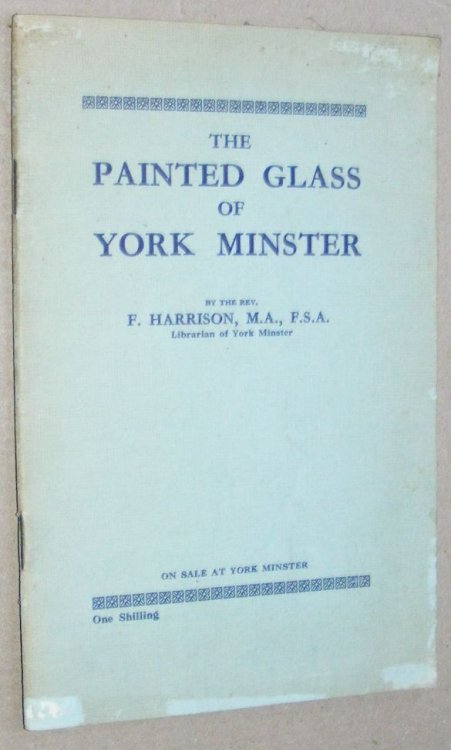 THE
PAINTED GLASS
OF
YORK MINSTER
BY THE REV.
F. HARRISON, M.A., F.S.A.
Librarian of York Minster
ON SALE AT YORK MINSTER
One Shilling